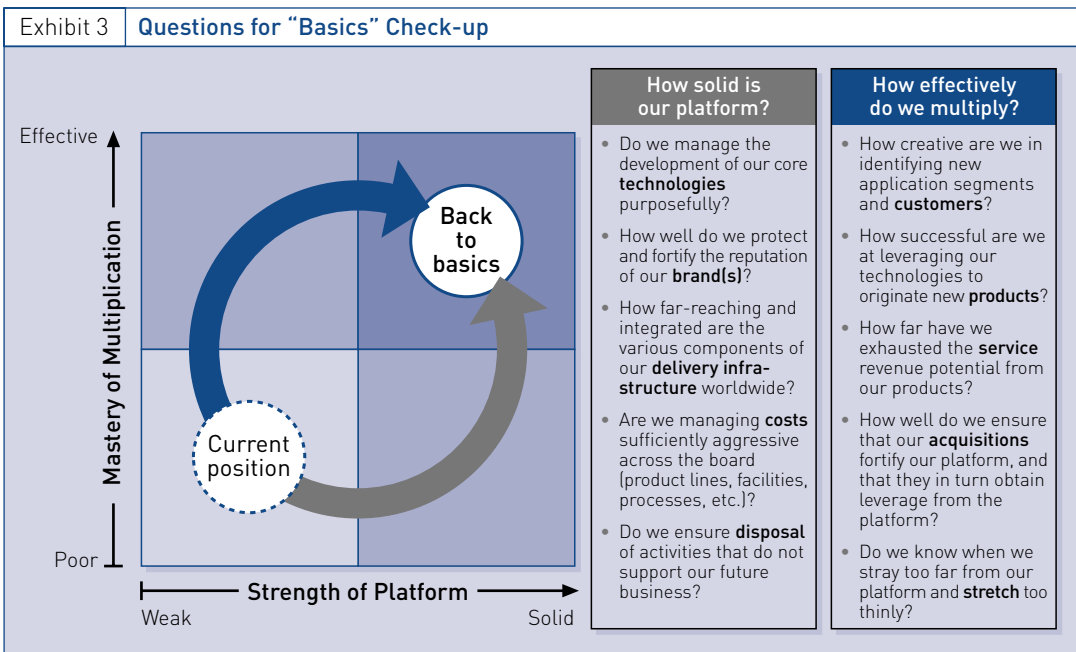 Exhibit 3
Questions for “Basics” Check-up
Effective
Mastery of Multiplication
Poor
Back
to
basics
Current
position
Strength of Platform
Weak
Solid
How solid is
our platform?
• Do we manage the
development of our core
technologies
purposefully?
• How well do we protect
and fortify the reputation
of our brand(s)?
• How far-reaching and
integrated are the
various components of
our delivery infra-
structure worldwide?
• Are we managing costs
sufficiently aggressive
across the board
(product lines, facilities,
processes, etc.)?
• Do we ensure disposal
of activities that do not
support our future
business?
How effectively
do we multiply?
• How creative are we in
identifying new
application segments
and customers?
• How successful are we
at leveraging our
technologies to
originate new products?
• How far have we
exhausted the service
revenue potential from
our products?
• How well do we ensure
that our acquisitions
fortify our platform, and
that they in turn obtain
leverage from the
platform?
• Do we know when we
stray too far from our
platform and stretch too
thinly?